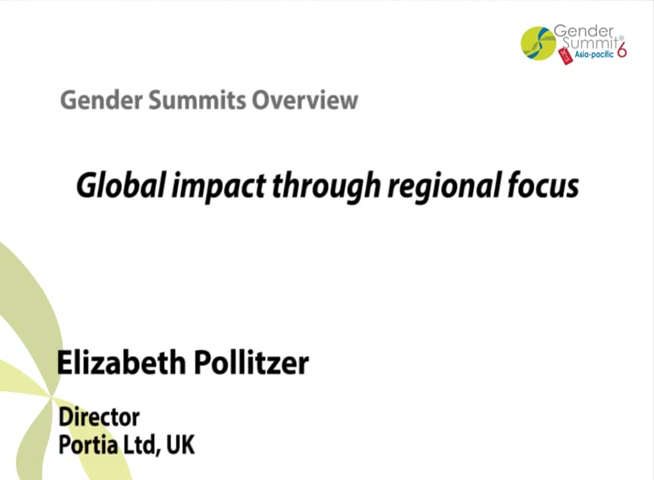 Gender
Summit®
Asia-pacific 6
Gender Summits Overview
Global impact through regional focus
Elizabeth Pollitzer
Director
Portia Ltd, UK